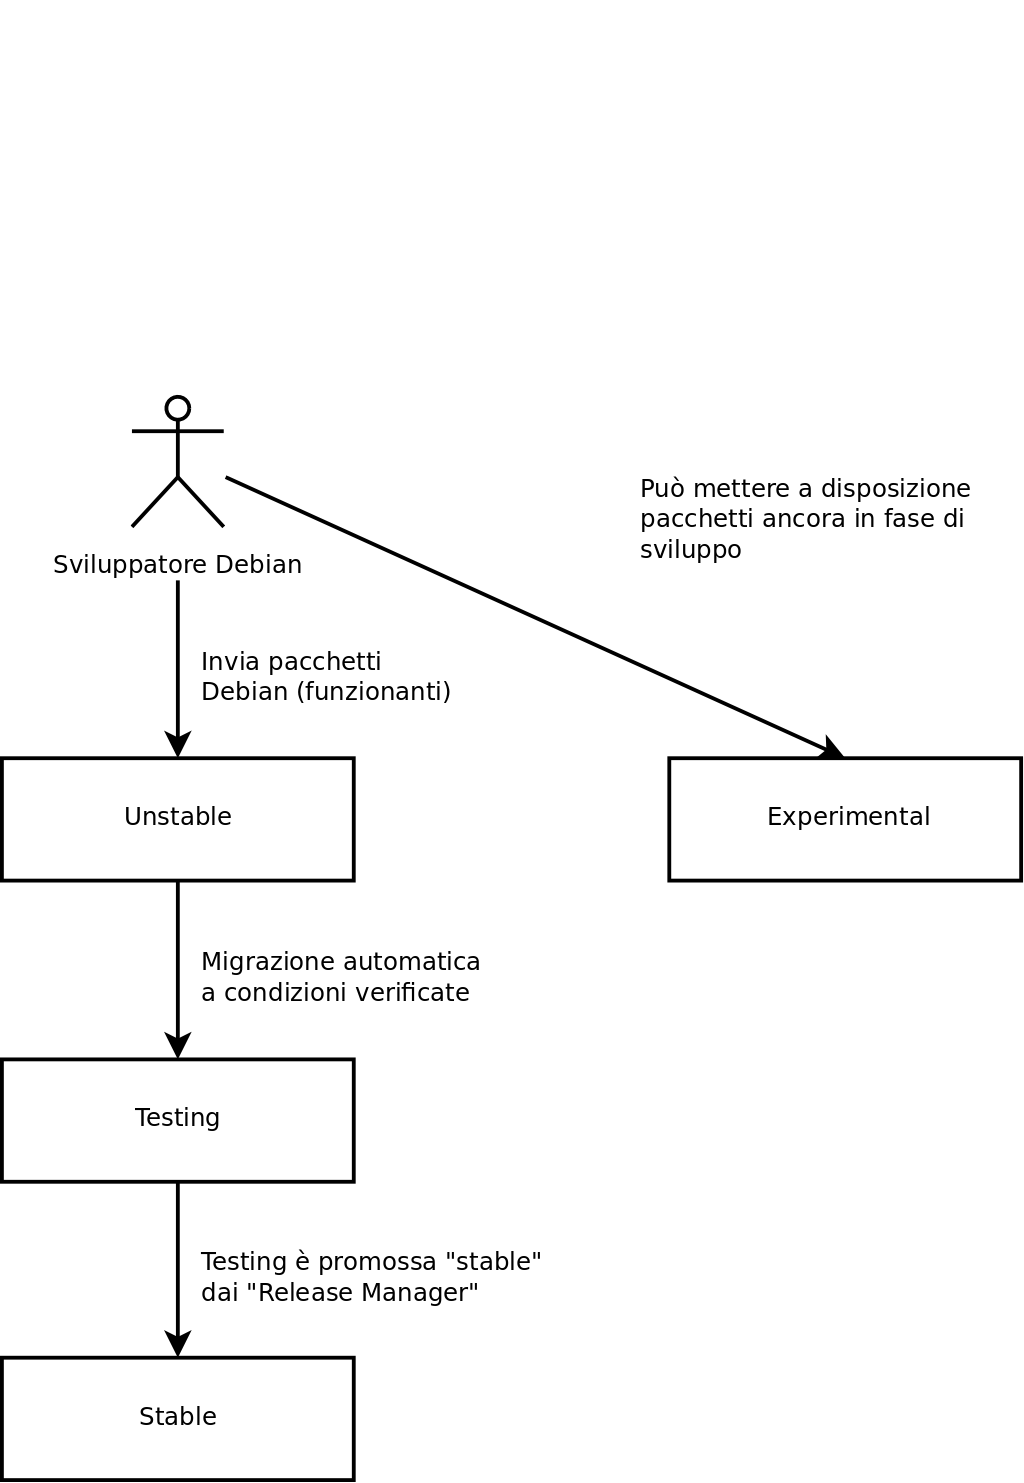 Può mettere a disposizione
pacchetti ancora in fase di
sviluppo
Sviluppatore Debian
Invia pacchetti
Debian (funzionanti)
Unstable
Experimental
Migrazione automatica
a condizioni verificate
Testing
Testing è promossa "stable"
dai "Release Manager"
Stable